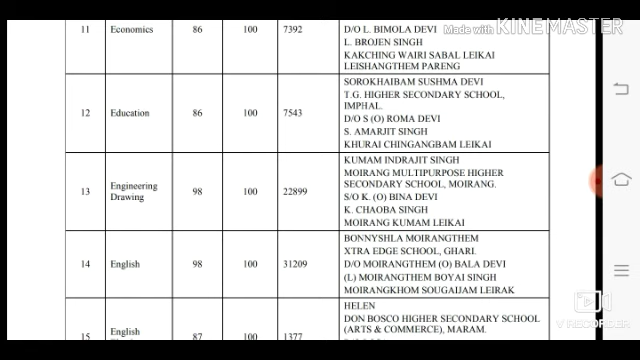 Made with KINEMASTER
11 Economics 86 100 7392 D/O L. BIMOLA DEVI
L. BROJEN SINGH
KAKCHING WAIRI SABAL LEIKAI
LEISHANGTHEM PARENG
12 Education 86 100 7543 SOROKHAIBAM SUSHMA DEVI
T.G. HIGHER SECONDARY SCHOOL,
IMPHAL.
D/O S (O) ROMA DEVI
S. AMARJIT SINGH
KHURAI CHINGANGBAM LEIKAI
13 Engineering Drawing 98 100 22899 KUMAM INDRAJIT SINGH
MOIRANG MULTIPURPOSE HIGHER
SECONDARY SCHOOL, MOIRANG.
S/O K. (O) BINA DEVI
K. CHAOBA SINGH
MOIRANG KUMAM LEIKAI
14 English 98 100 31209 BONNYSHLA MOIRANGTHEM
XTRA EDGE SCHOOL, GHARI.
D/O MOIRANGTHEM (O) BALA DEVI
(L) MOIRANGTHEM BOYAI SINGH
MOIRANGKHOM SOUGAIJAM LEIRAK
15 English 87 100 1377 HELEN
DON BOSCO HIGHER SECONDARY SCHOOL
(ARTS & COMMERCE), MARAM.
V RECORDER